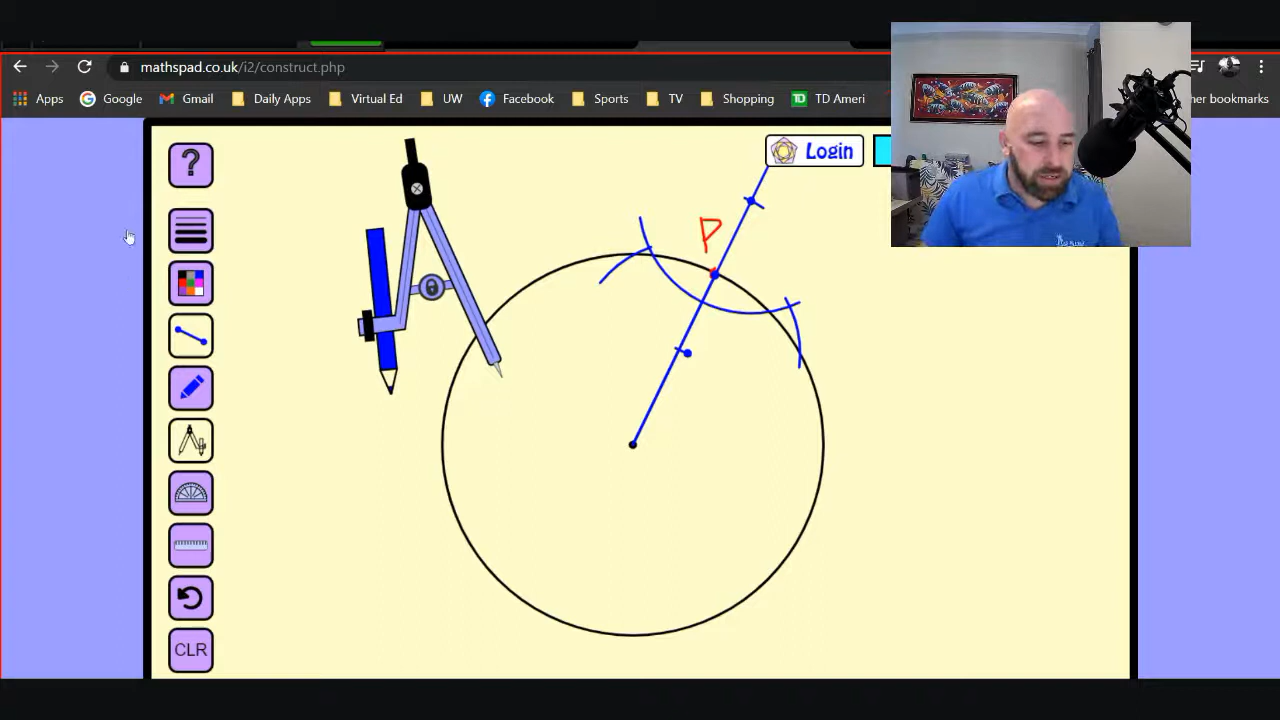 mathspad.co.uk/i2/construct.php
Apps Google Gmail Daily Apps Virtual Ed UW Facebook Sports TV Shopping TD Ameri her bookmarks
? Login
P
CLR